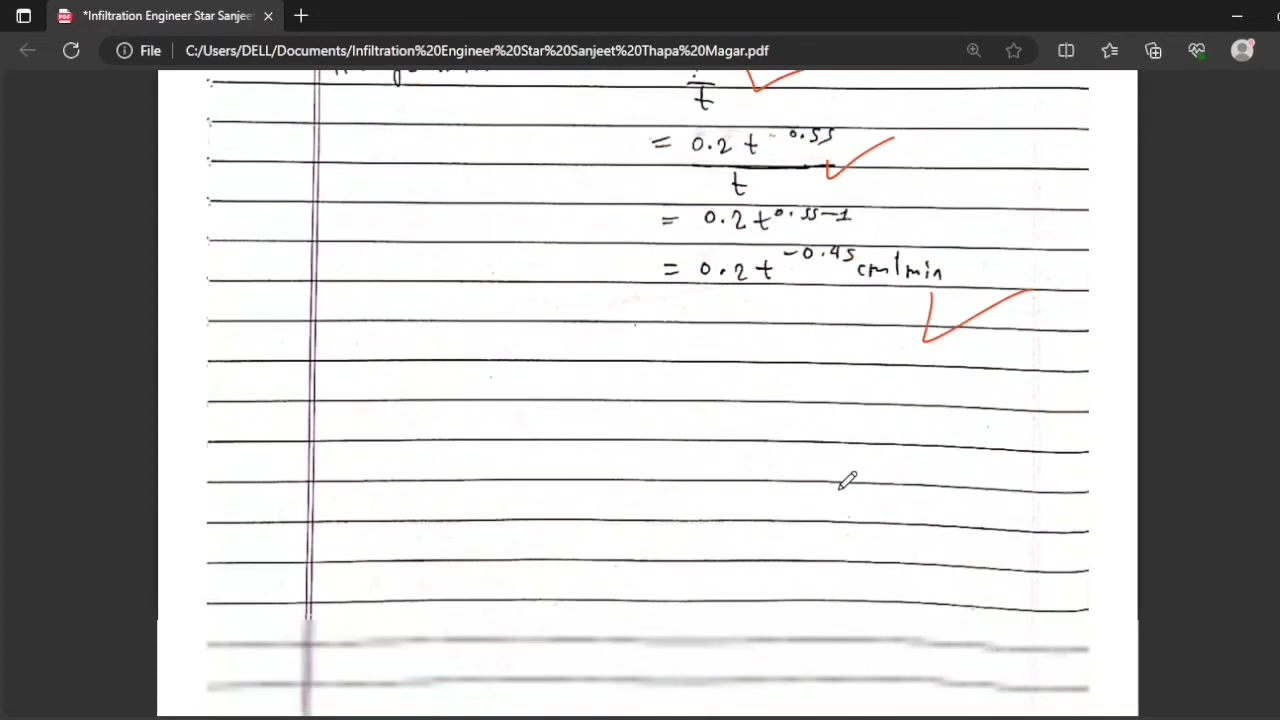 *Infiltration Engineer Star Sanjee
File
C:/Users/DELL/Documents/Infiltration%20Engineer%20Star%20Sanjeet%20Thapa%20Magar.pdf
t
= 0.2 t^0.55
t
= 0.2 t^0.55-1
= 0.2 t^-0.45 cm/min